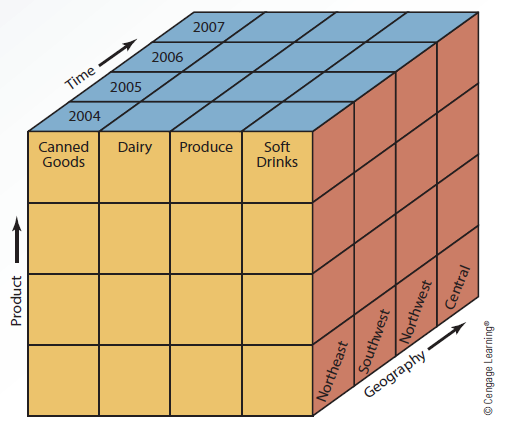 2007
2006
2005
2004
Time
Canned
Goods
Dairy
Produce
Soft
Drinks
Product
Northeast
Southwest
Northwest
Central
Geography
© Cengage Learning®